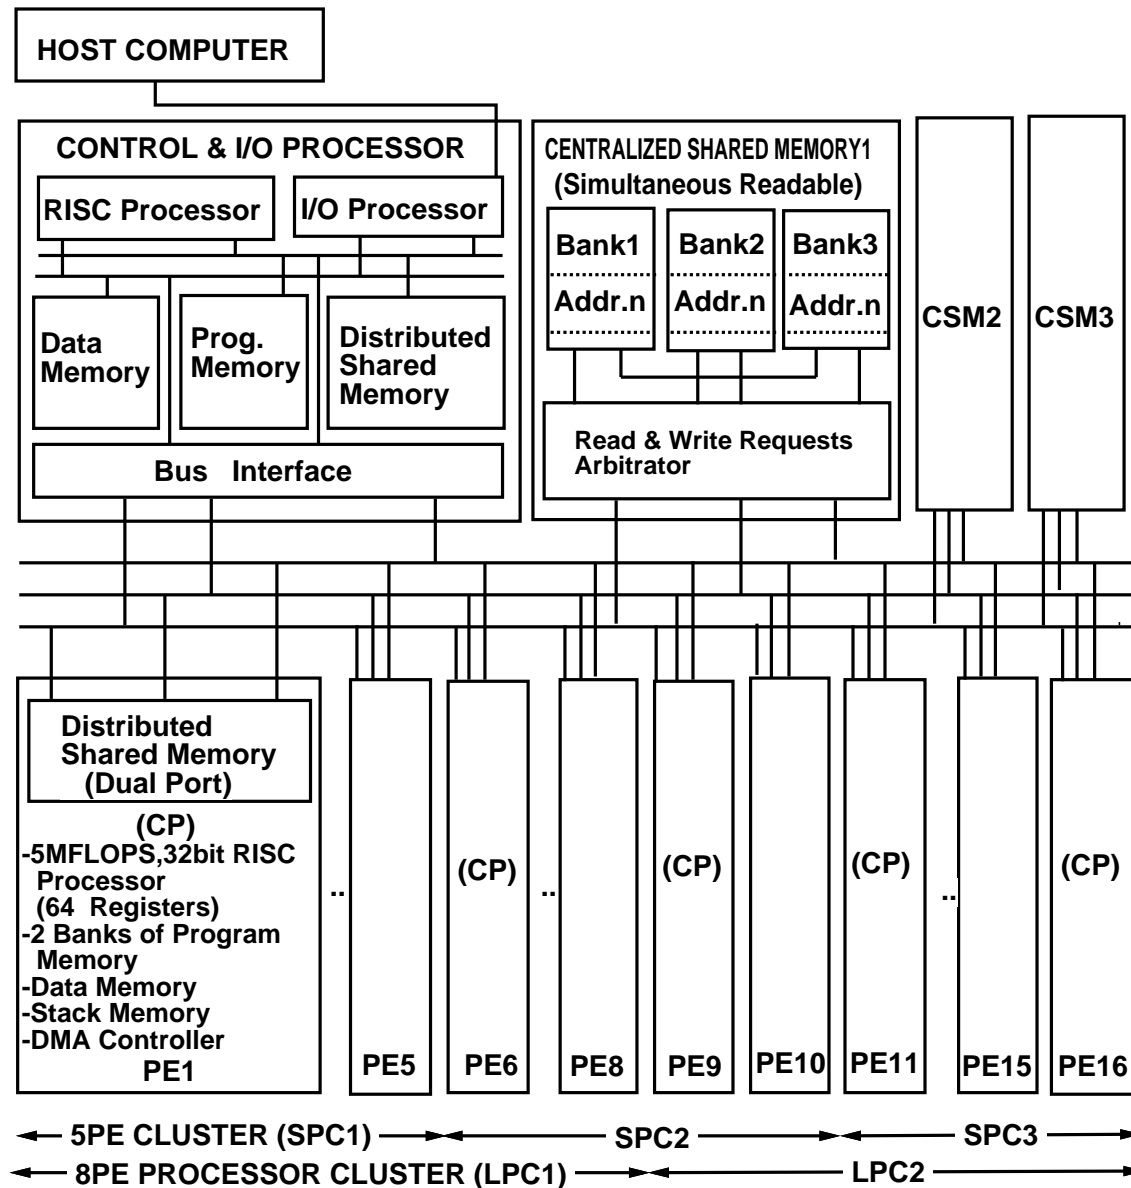 HOST COMPUTER
CONTROL & I/O PROCESSOR
RISC Processor
I/O Processor
Data
Memory
Prog.
Memory
Distributed
Shared
Memory
Bus Interface
CENTRALIZED SHARED MEMORY1
(Simultaneous Readable)
Bank1
Addr.n
Bank2
Addr.n
Bank3
Addr.n
Read & Write Requests
Arbitrator
CSM2
CSM3
Distributed
Shared Memory
(Dual Port)
(CP)
-5MFLOPS,32bit RISC
Processor
(64 Registers)
-2 Banks of Program
Memory
-Data Memory
-Stack Memory
-DMA Controller
PE1
..
PE5
(CP)
PE6
..
PE8
(CP)
PE9
PE10
(CP)
PE11
..
PE15
(CP)
PE16
5PE CLUSTER (SPC1)
SPC2
SPC3
8PE PROCESSOR CLUSTER (LPC1)
LPC2